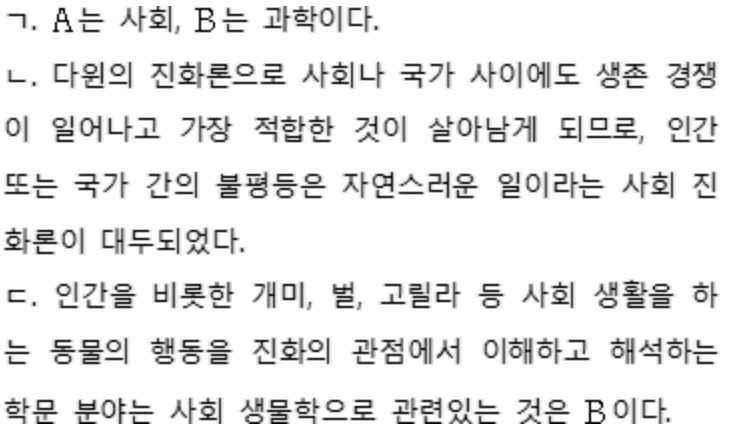 ㄱ. A는 사회, B는 과학이다.
ㄴ. 다윈의 진화론으로 사회나 국가 사이에도 생존 경쟁
이 일어나고 가장 적합한 것이 살아남게 되므로, 인간
또는 국가 간의 불평등은 자연스러운 일이라는 사회 진
화론이 대두되었다.
ㄷ. 인간을 비롯한 개미, 벌, 고릴라 등 사회 생활을 하
는 동물의 행동을 진화의 관점에서 이해하고 해석하는
학문 분야는 사회 생물학으로 관련있는 것은 B이다.